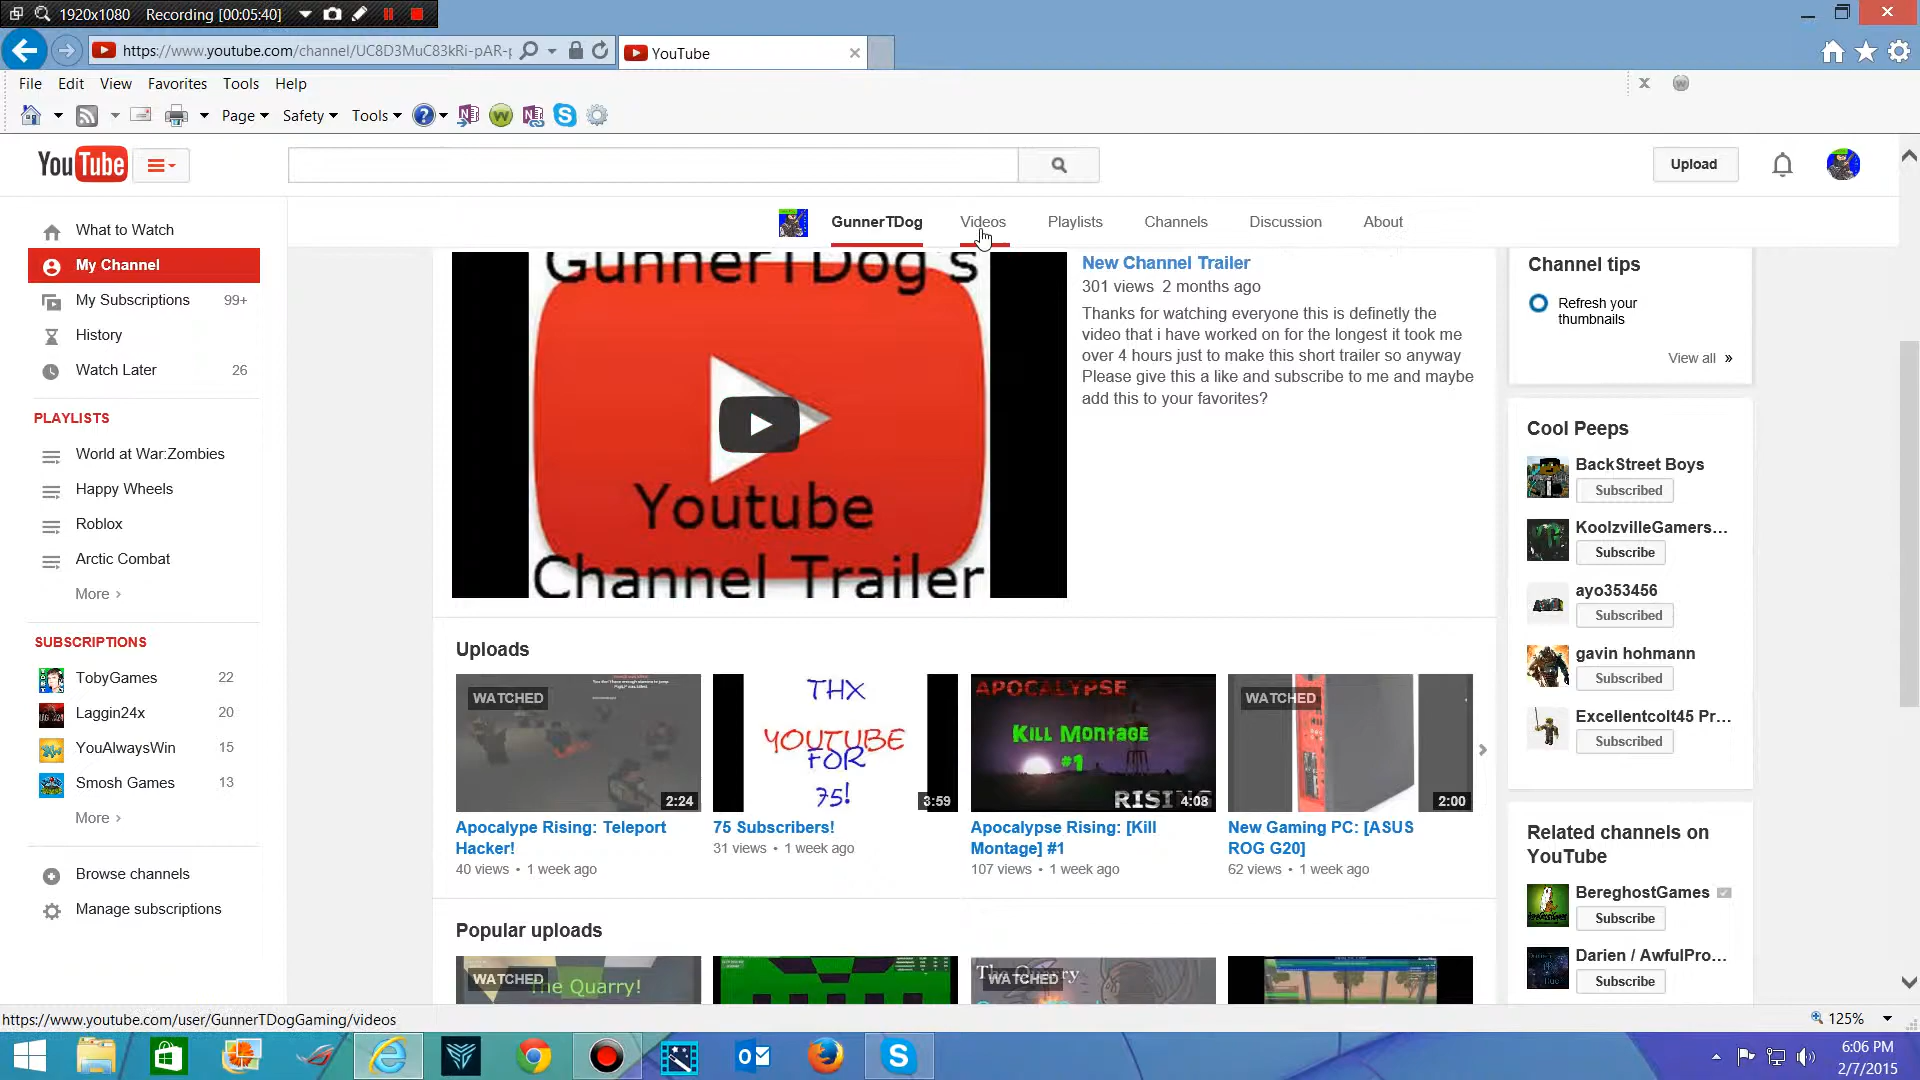 1920x1080 Recording [00:05:40]
https://www.youtube.com/channel/UC8D3MuC83kRi-pAR-
YouTube
File Edit View Favorites Tools Help
Page Safety Tools
YouTube
Upload
GunnerTDog Videos Playlists Channels Discussion About
What to Watch
My Channel
My Subscriptions 99+
History
Watch Later 26
PLAYLISTS
World at War:Zombies
Happy Wheels
Roblox
Arctic Combat
More ›
SUBSCRIPTIONS
TobyGames 22
Laggin24x 20
YouAlwaysWin 15
Smosh Games 13
More ›
Browse channels
Manage subscriptions
GunnerTDog's
Youtube
Channel Trailer
New Channel Trailer
301 views 2 months ago
Thanks for watching everyone this is definetly the
video that i have worked on for the longest it took me
over 4 hours just to make this short trailer so anyway
Please give this a like and subscribe to me and maybe
add this to your favorites?
Uploads
WATCHED
2:24
Apocalype Rising: Teleport
Hacker!
40 views • 1 week ago
THX
YOUTUBE
FOR
75!
3:59
75 Subscribers!
31 views • 1 week ago
APOCALYPSE
Kill Montage
#1
RISING
4:08
Apocalypse Rising: [Kill
Montage] #1
107 views • 1 week ago
WATCHED
2:00
New Gaming PC: [ASUS
ROG G20]
62 views • 1 week ago
Popular uploads
WATCHED
The Quarry!
The Quarry
WATCHED
Channel tips
Refresh your
thumbnails
View all »
Cool Peeps
BackStreet Boys
Subscribed
KoolzvilleGamers...
Subscribe
ayo353456
Subscribed
gavin hohmann
Subscribed
Excellentcolt45 Pr...
Subscribed
Related channels on
YouTube
BereghostGames
Subscribe
Darien / AwfulPro...
Subscribe
https://www.youtube.com/user/GunnerTDogGaming/videos
125%
6:06 PM
2/7/2015